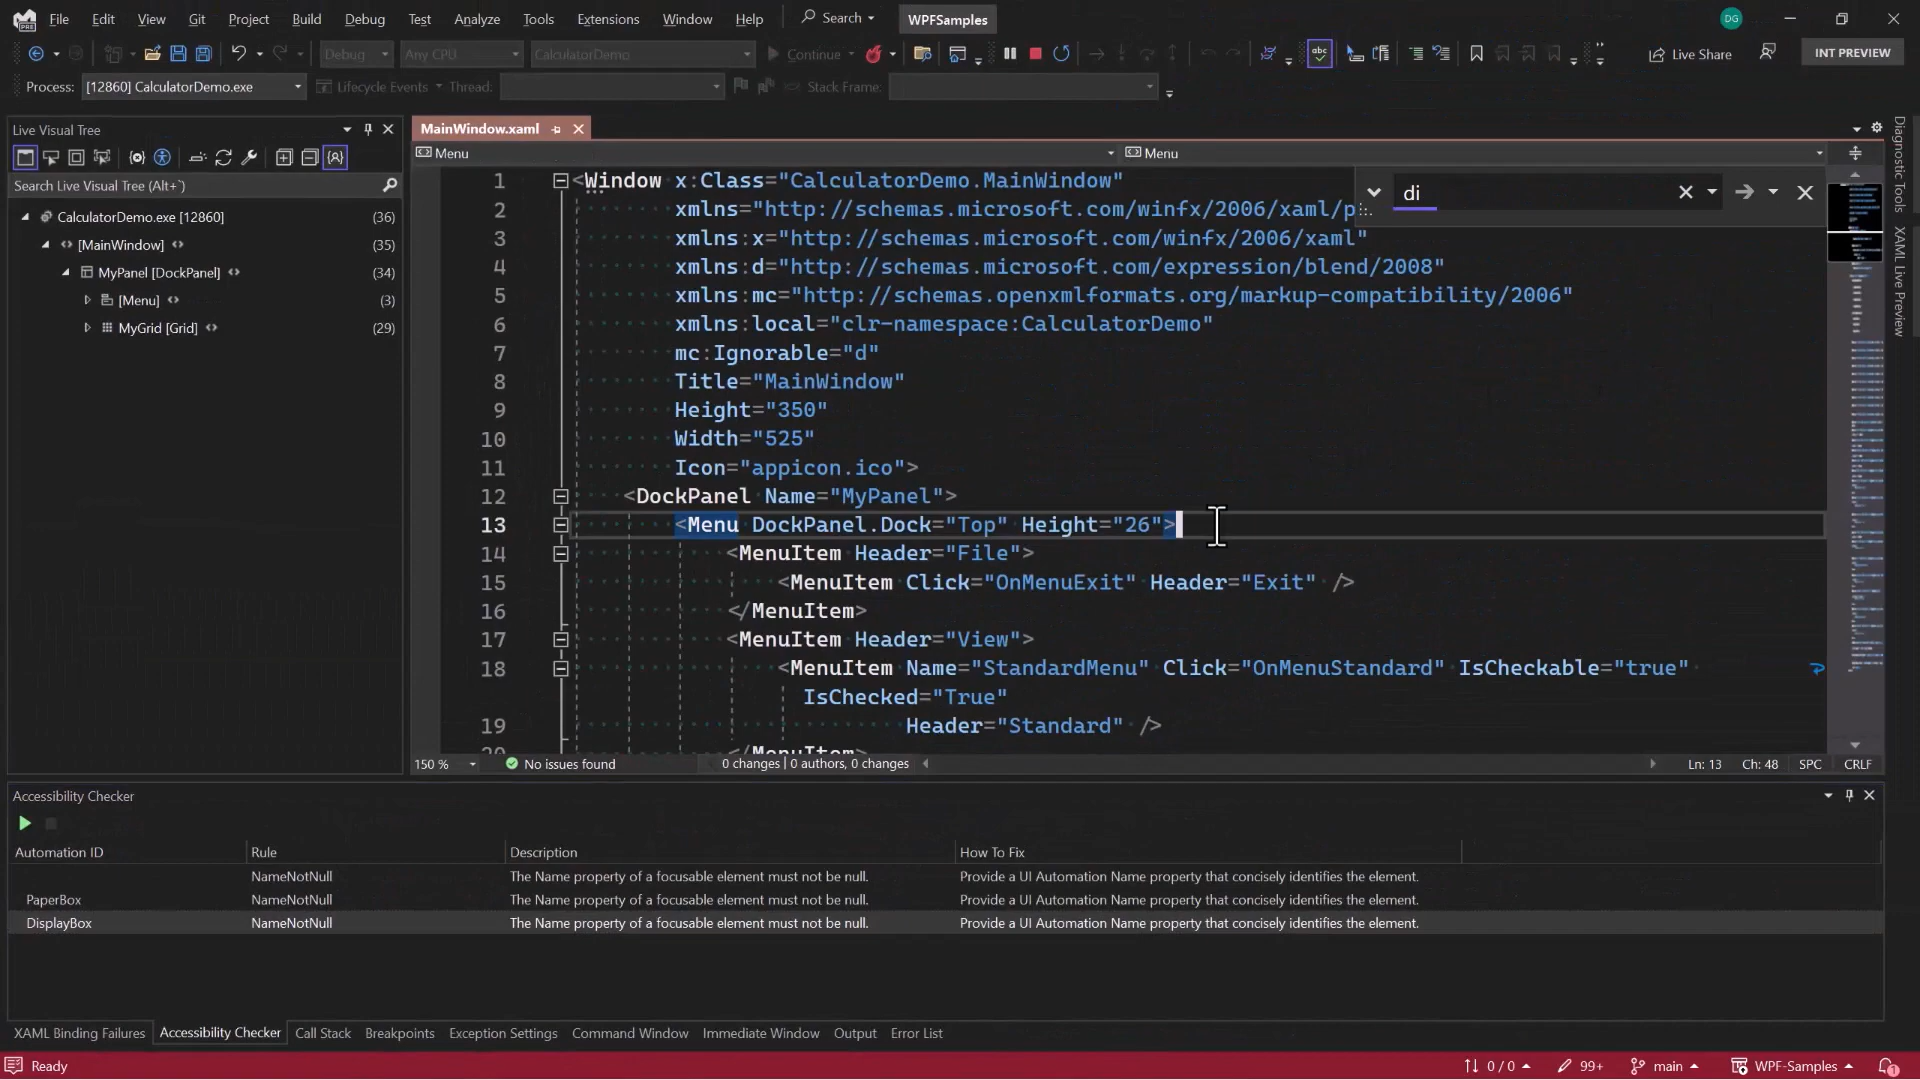 File Edit View Git Project Build Debug Test Analyze Tools Extensions Window Help Search WPFSamples DG
Debug Any CPU CalculatorDemo Continue abc Live Share INT PREVIEW
Process: [12860] CalculatorDemo.exe Lifecycle Events Thread: Stack Frame:
Live Visual Tree
Search Live Visual Tree (Alt+`)
CalculatorDemo.exe [12860] (36)
[MainWindow] (35)
MyPanel [DockPanel] (34)
[Menu] (3)
MyGrid [Grid] (29)
MainWindow.xaml
Menu Menu
di
1 <Window x:Class="CalculatorDemo.MainWindow"
2 xmlns="http://schemas.microsoft.com/winfx/2006/xaml/p
3 xmlns:x="http://schemas.microsoft.com/winfx/2006/xaml"
4 xmlns:d="http://schemas.microsoft.com/expression/blend/2008"
5 xmlns:mc="http://schemas.openxmlformats.org/markup-compatibility/2006"
6 xmlns:local="clr-namespace:CalculatorDemo"
7 mc:Ignorable="d"
8 Title="MainWindow"
9 Height="350"
10 Width="525"
11 Icon="appicon.ico">
12 <DockPanel Name="MyPanel">
13 <Menu DockPanel.Dock="Top" Height="26">
14 <MenuItem Header="File">
15 <MenuItem Click="OnMenuExit" Header="Exit" />
16 </MenuItem>
17 <MenuItem Header="View">
18 <MenuItem Name="StandardMenu" Click="OnMenuStandard" IsCheckable="true"
IsChecked="True"
19 Header="Standard" />
20 </MenuItem>
150 % No issues found 0 changes | 0 authors, 0 changes Ln: 13 Ch: 48 SPC CRLF
Diagnostic Tools
XAML Live Preview
Accessibility Checker
Automation ID Rule Description How To Fix
NameNotNull The Name property of a focusable element must not be null. Provide a UI Automation Name property that concisely identifies the element.
PaperBox NameNotNull The Name property of a focusable element must not be null. Provide a UI Automation Name property that concisely identifies the element.
DisplayBox NameNotNull The Name property of a focusable element must not be null. Provide a UI Automation Name property that concisely identifies the element.
XAML Binding Failures Accessibility Checker Call Stack Breakpoints Exception Settings Command Window Immediate Window Output Error List
Ready 0 / 0 99+ main WPF-Samples 1